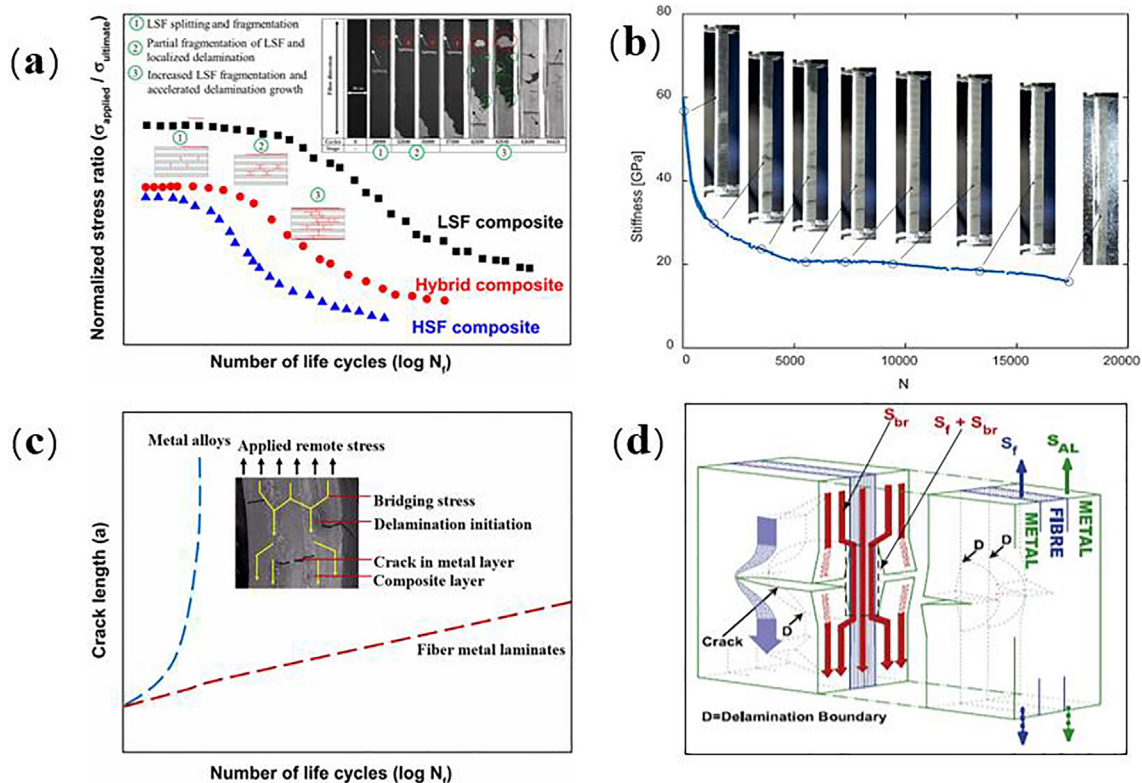 (a)
Normalized stress ratio (σapplied / σultimate)
1 LSF splitting and fragmentation
2 Partial fragmentation of LSF and
localized delamination
3 Increased LSF fragmentation and
accelerated delamination growth
Fiber direction
Cycles 0
Stage -
1 2 3
1
2
3
LSF composite
Hybrid composite
HSF composite
Number of life cycles (log Nf)
(b)
Stiffness [GPa]
80
60
40
20
0
0 5000 10000 15000 20000
N
(c)
Crack length (a)
Metal alloys
Applied remote stress
Bridging stress
Delamination initiation
Crack in metal layer
Composite layer
Fiber metal laminates
Number of life cycles (log Nf)
(d)
Sbr
Sf + Sbr
Sf
SAL
METAL
FIBRE
METAL
D
D
D
Crack
D=Delamination Boundary